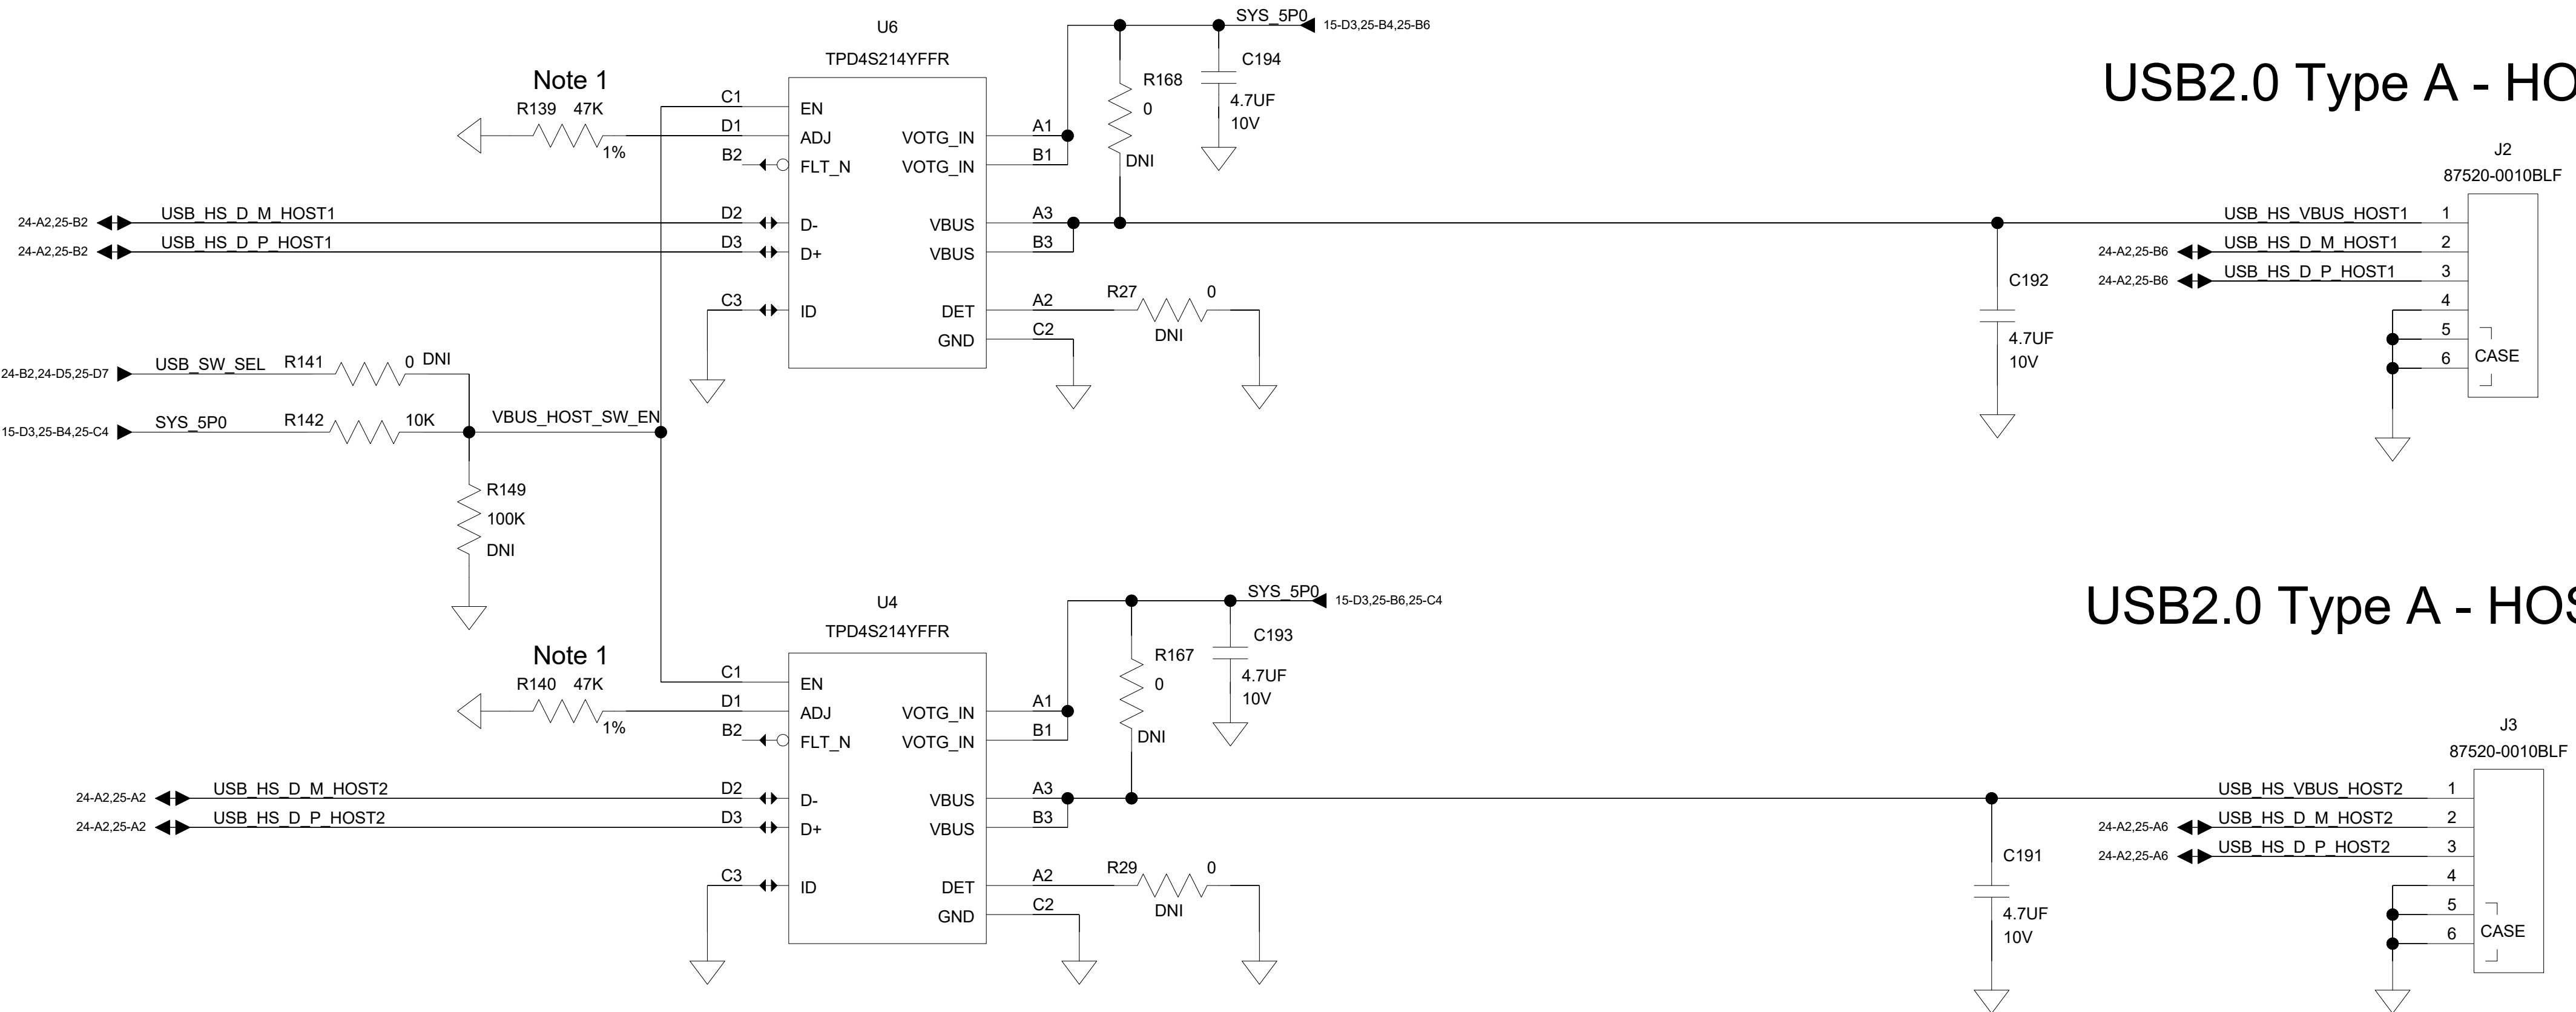 U6
TPD4S214YFFR
SYS_5P0
15-D3,25-B4,25-B6
C194
4.7UF
10V
R168
0
DNI
USB2.0 Type A - HO
Note 1
R139 47K
1%
C1
D1
B2
D2
D3
C3
EN
ADJ
FLT_N
D-
D+
ID
VOTG_IN
VOTG_IN
VBUS
VBUS
DET
GND
A1
B1
A3
B3
A2
C2
24-A2,25-B2
USB_HS_D_M_HOST1
24-A2,25-B2
USB_HS_D_P_HOST1
R27 0
DNI
C192
4.7UF
10V
J2
87520-0010BLF
USB_HS_VBUS_HOST1
24-A2,25-B6
USB_HS_D_M_HOST1
24-A2,25-B6
USB_HS_D_P_HOST1
1
2
3
4
5
6
CASE
24-B2,24-D5,25-D7
USB_SW_SEL
R141
0 DNI
15-D3,25-B4,25-C4
SYS_5P0
R142
10K
VBUS_HOST_SW_EN
R149
100K
DNI
U4
TPD4S214YFFR
SYS_5P0
15-D3,25-B6,25-C4
C193
4.7UF
10V
R167
0
DNI
USB2.0 Type A - HOS
Note 1
R140 47K
1%
C1
D1
B2
D2
D3
C3
EN
ADJ
FLT_N
D-
D+
ID
VOTG_IN
VOTG_IN
VBUS
VBUS
DET
GND
A1
B1
A3
B3
A2
C2
24-A2,25-A2
USB_HS_D_M_HOST2
24-A2,25-A2
USB_HS_D_P_HOST2
R29 0
DNI
C191
4.7UF
10V
J3
87520-0010BLF
USB_HS_VBUS_HOST2
24-A2,25-A6
USB_HS_D_M_HOST2
24-A2,25-A6
USB_HS_D_P_HOST2
1
2
3
4
5
6
CASE